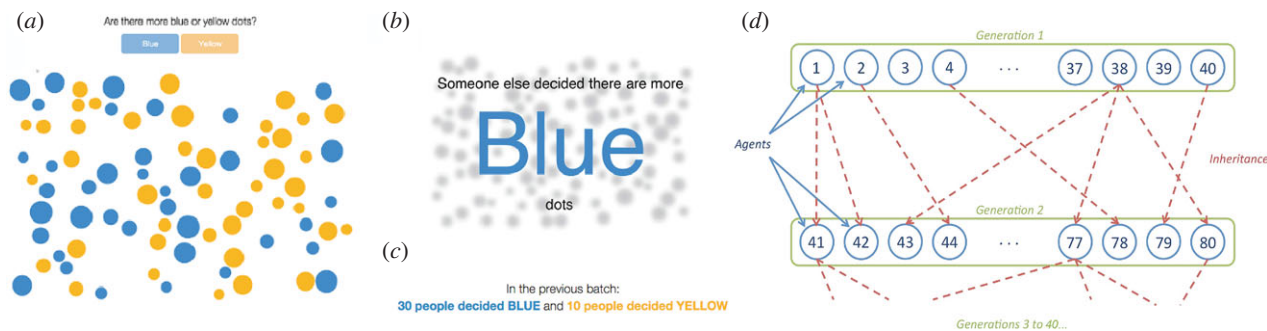 (a)
Are there more blue or yellow dots?
Blue Yellow
(b)
Someone else decided there are more
Blue
dots
(c)
In the previous batch:
30 people decided BLUE and 10 people decided YELLOW
(d)
Generation 1
1 2 3 4 ... 37 38 39 40
Agents
Inheritance
Generation 2
41 42 43 44 ... 77 78 79 80
Generations 3 to 40...